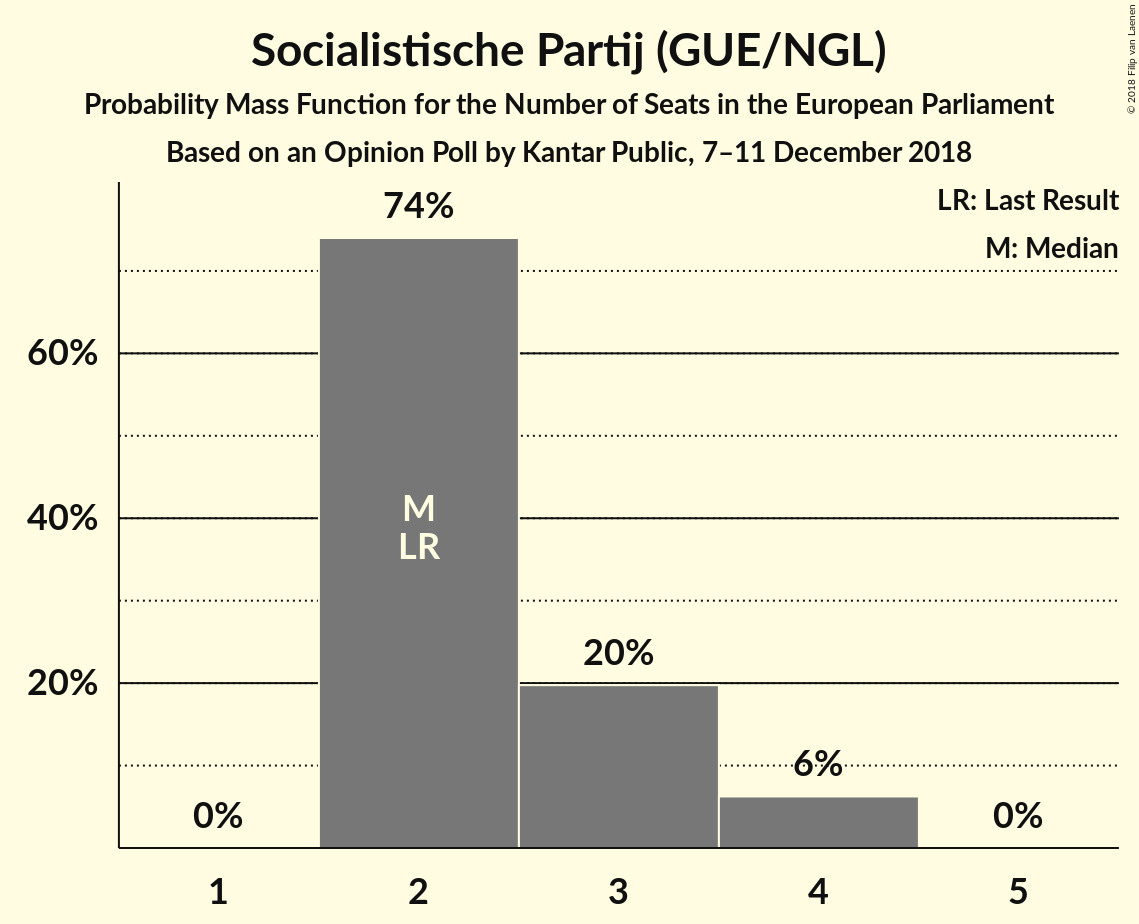 Socialistische Partij (GUE/NGL)
Probability Mass Function for the Number of Seats in the European Parliament
Based on an Opinion Poll by Kantar Public, 7–11 December 2018
© 2018 Filip van Laenen
LR: Last Result
M: Median
74%
60%
40%
20%
M
LR
20%
6%
0%
0%
1
2
3
4
5